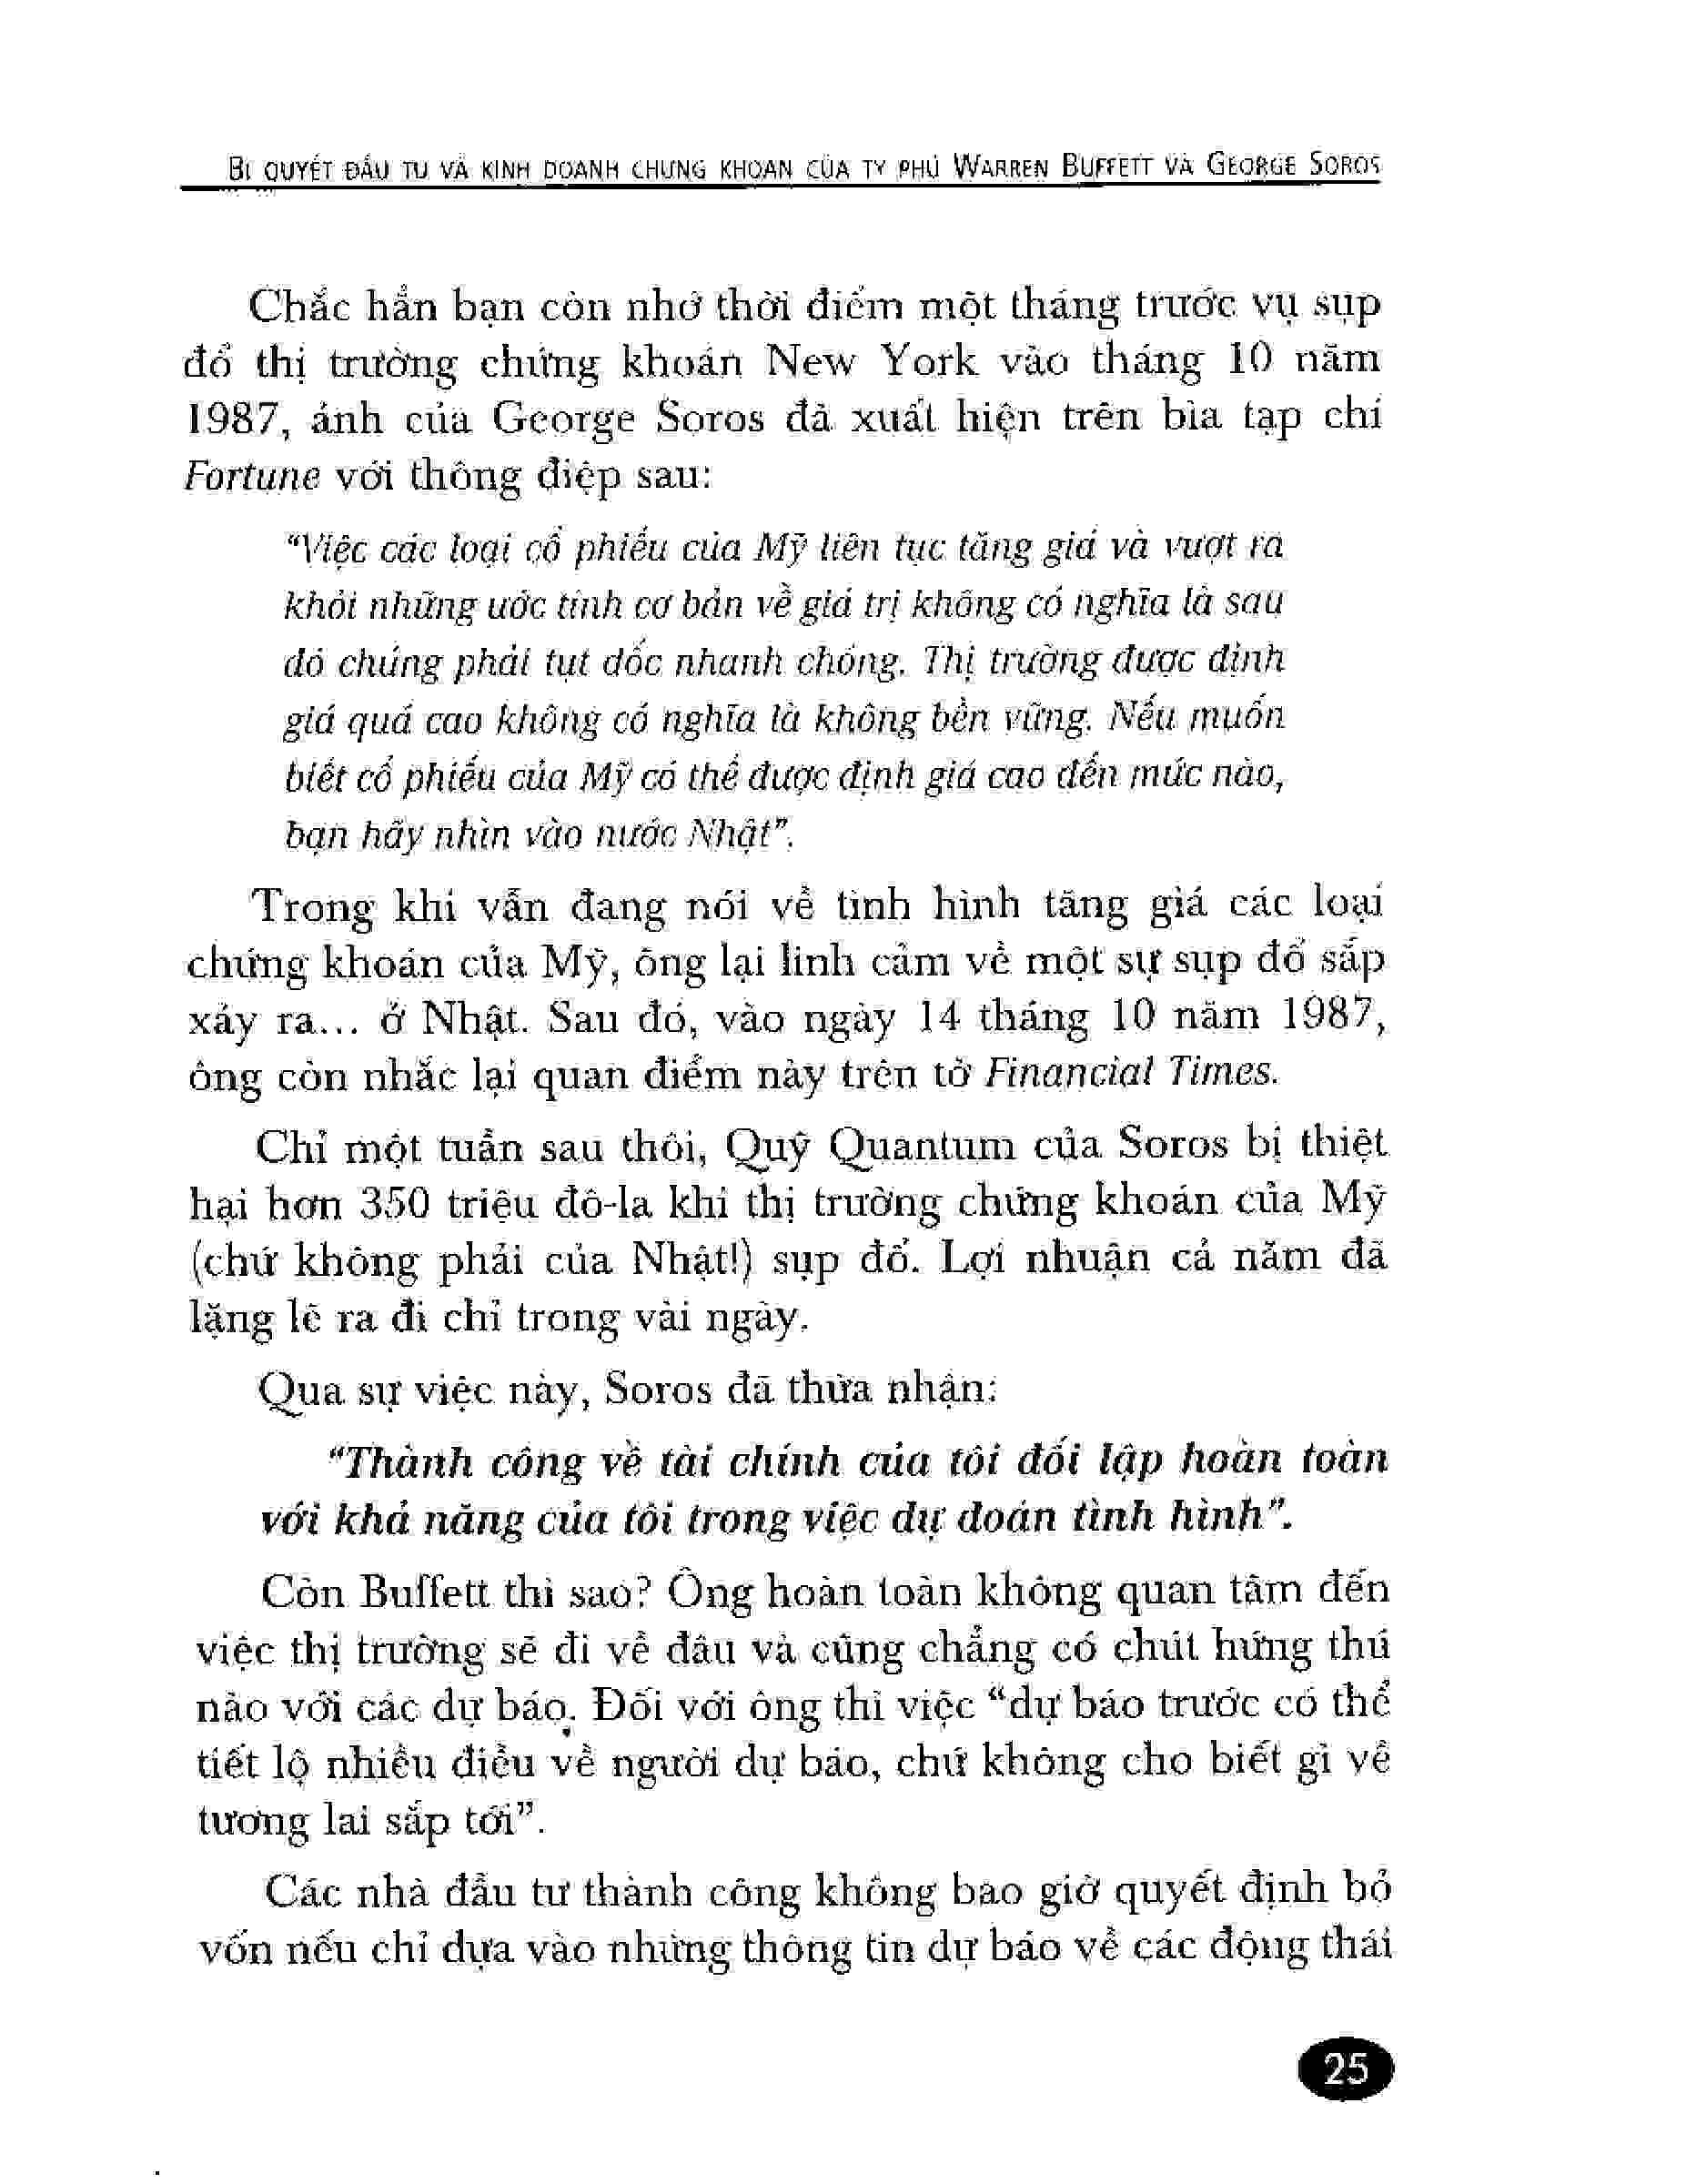 BÍ QUYẾT ĐẦU TƯ VÀ KINH DOANH CHỨNG KHOÁN CỦA TỶ PHÚ WARREN BUFFETT VÀ GEORGE SOROS
Chắc hẳn bạn còn nhớ thời điểm một tháng trước vụ sụp
đổ thị trường chứng khoán New York vào tháng 10 năm
1987, ảnh của George Soros đã xuất hiện trên bìa tạp chí
Fortune với thông điệp sau:
“Việc các loại cổ phiếu của Mỹ liên tục tăng giá và vượt ra
khỏi những ước tính cơ bản về giá trị không có nghĩa là sau
đó chúng phải tụt dốc nhanh chóng. Thị trường được định
giá quá cao không có nghĩa là không bền vững. Nếu muốn
biết cổ phiếu của Mỹ có thể được định giá cao đến mức nào,
bạn hãy nhìn vào nước Nhật”.
Trong khi vẫn đang nói về tình hình tăng giá các loại
chứng khoán của Mỹ, ông lại linh cảm về một sự sụp đổ sắp
xảy ra... ở Nhật. Sau đó, vào ngày 14 tháng 10 năm 1987,
ông còn nhắc lại quan điểm này trên tờ Financial Times.
Chỉ một tuần sau thôi, Quỹ Quantum của Soros bị thiệt
hại hơn 350 triệu đô-la khi thị trường chứng khoán của Mỹ
(chứ không phải của Nhật!) sụp đổ. Lợi nhuận cả năm đã
lặng lẽ ra đi chỉ trong vài ngày.
Qua sự việc này, Soros đã thừa nhận:
“Thành công về tài chính của tôi đối lập hoàn toàn
với khả năng của tôi trong việc dự đoán tình hình”.
Còn Buffett thì sao? Ông hoàn toàn không quan tâm đến
việc thị trường sẽ đi về đâu và cũng chẳng có chút hứng thú
nào với các dự báo. Đối với ông thì việc “dự báo trước có thể
tiết lộ nhiều điều về người dự báo, chứ không cho biết gì về
tương lai sắp tới”.
Các nhà đầu tư thành công không bao giờ quyết định bỏ
vốn nếu chỉ dựa vào những thông tin dự báo về các động thái
25